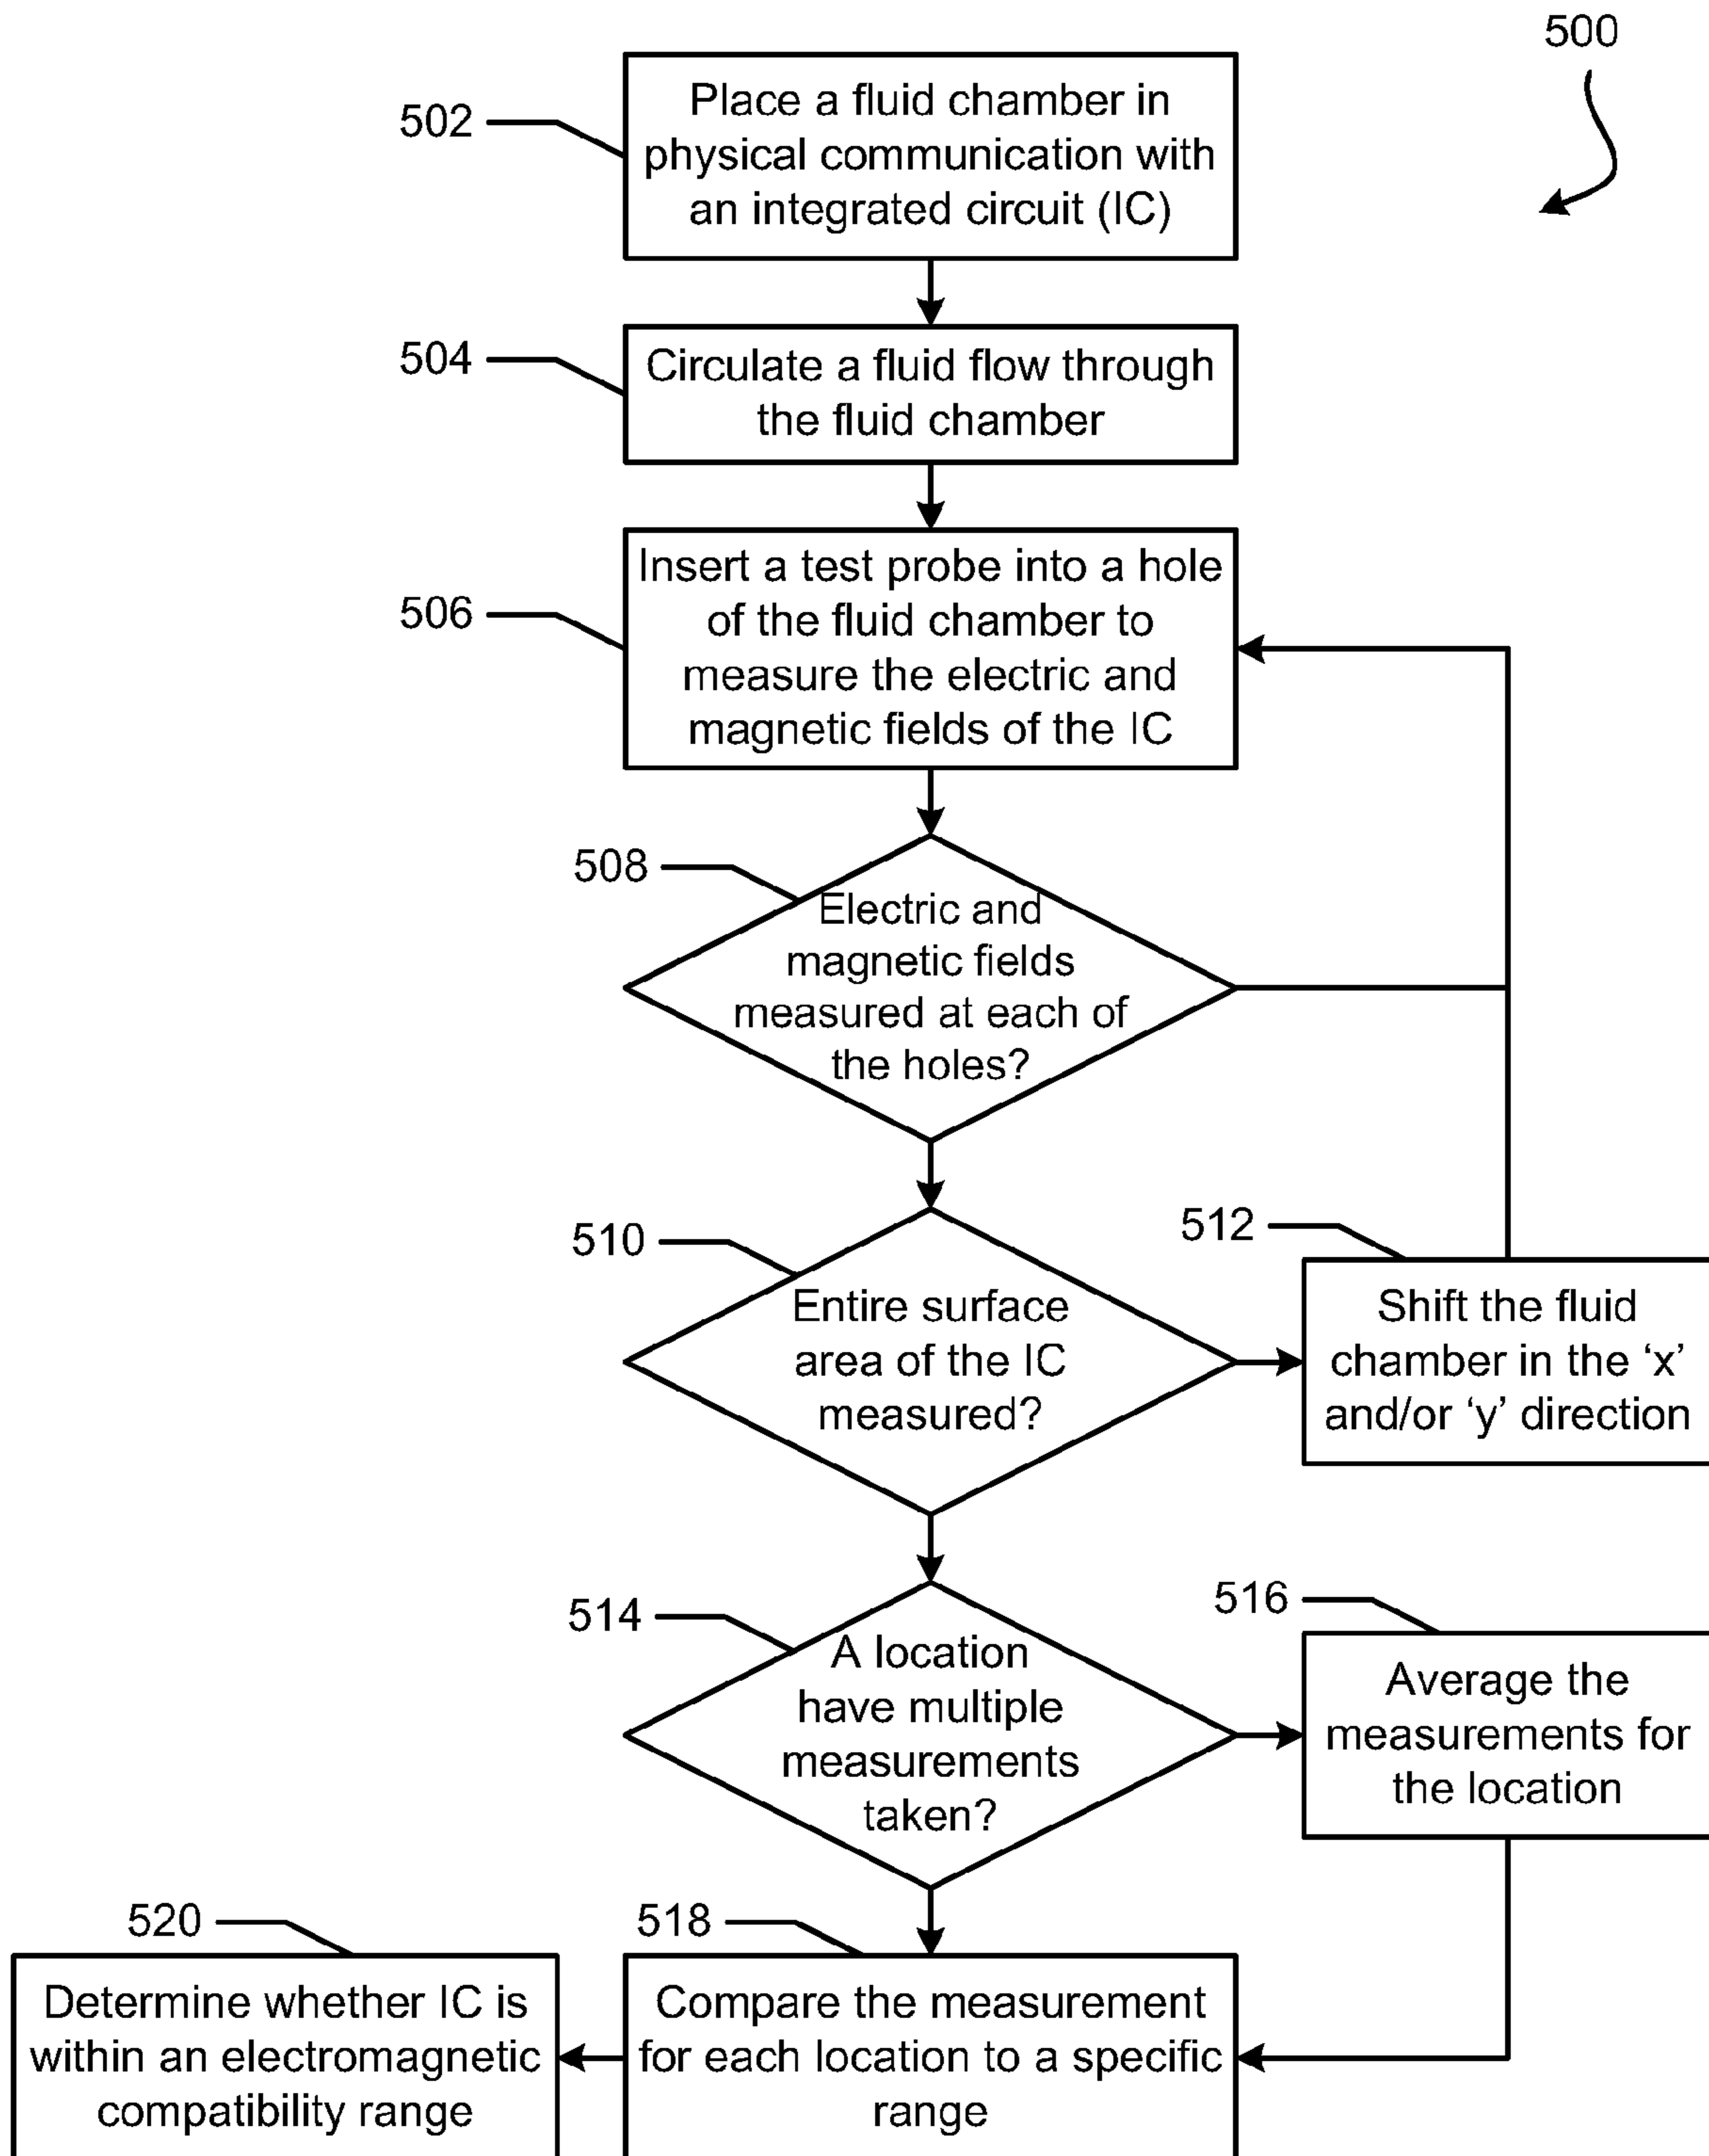 500
502
Place a fluid chamber in
physical communication with
an integrated circuit (IC)
504
Circulate a fluid flow through
the fluid chamber
506
Insert a test probe into a hole
of the fluid chamber to
measure the electric and
magnetic fields of the IC
508
Electric and
magnetic fields
measured at each of
the holes?
510
Entire surface
area of the IC
measured?
512
Shift the fluid
chamber in the ‘x’
and/or ‘y’ direction
514
A location
have multiple
measurements
taken?
516
Average the
measurements for
the location
518
Compare the measurement
for each location to a specific
range
520
Determine whether IC is
within an electromagnetic
compatibility range